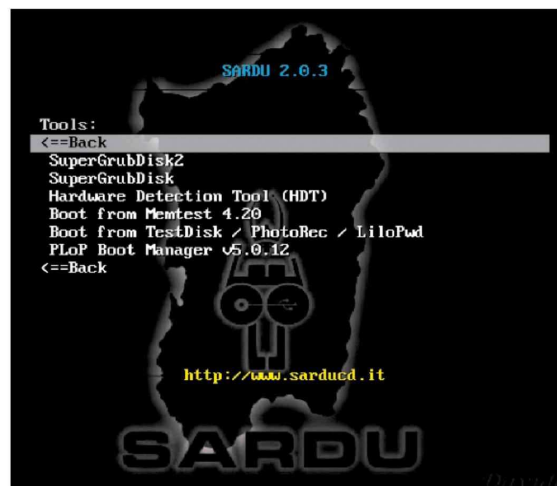 SARDU 2.0.3
Tools:
<==Back
SuperGrubDisk2
SuperGrubDisk
Hardware Detection Tool (HDT)
Boot from Memtest 4.20
Boot from TestDisk / PhotoRec / LiloPwd
PLoP Boot Manager v5.0.12
<==Back
http://www.sarducd.it
SARDU